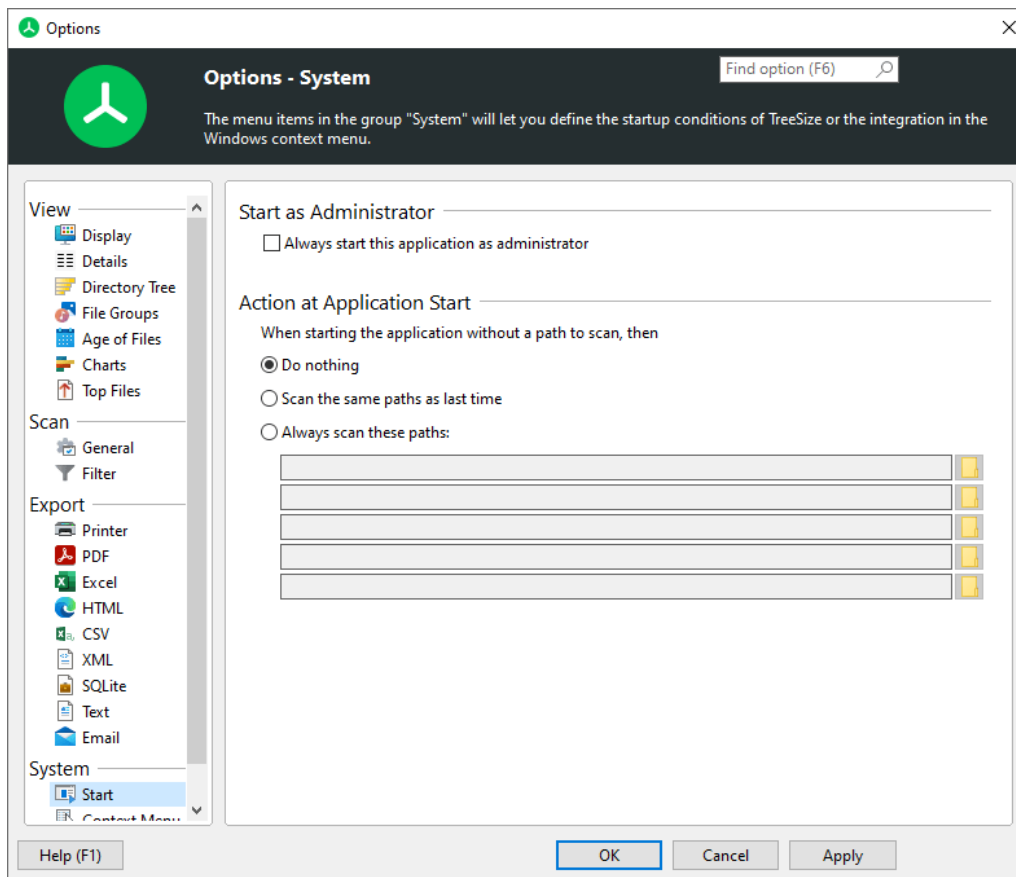 Options
Options - System
Find option (F6)
The menu items in the group "System" will let you define the startup conditions of TreeSize or the integration in the
Windows context menu.
View
Display
Details
Directory Tree
File Groups
Age of Files
Charts
Top Files
Scan
General
Filter
Export
Printer
PDF
Excel
HTML
CSV
XML
SQLite
Text
Email
System
Start
Context Menu
Start as Administrator
Always start this application as administrator
Action at Application Start
When starting the application without a path to scan, then
Do nothing
Scan the same paths as last time
Always scan these paths:
Help (F1)
OK
Cancel
Apply